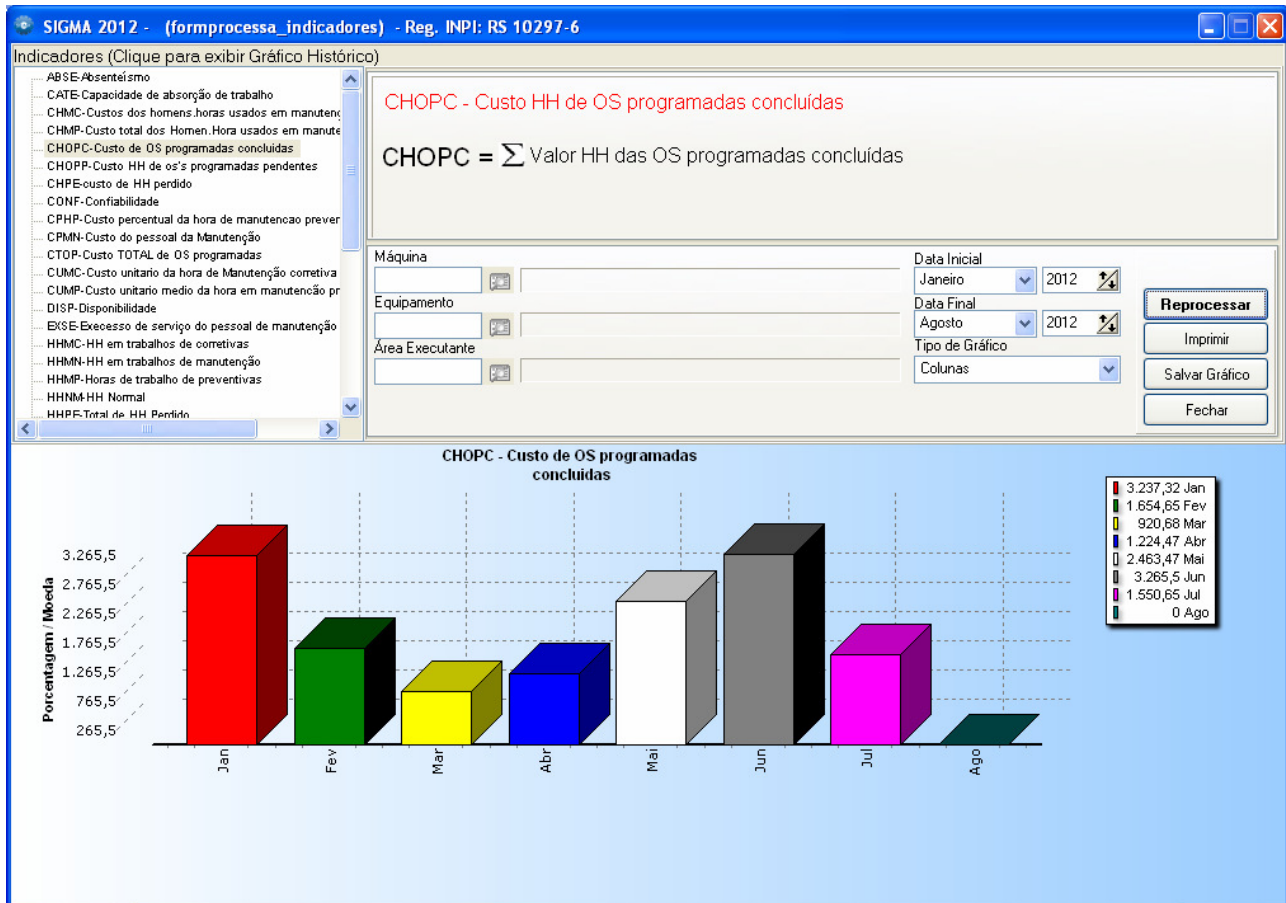 SIGMA 2012 - (formprocessa_indicadores) - Reg. INPI: RS 10297-6
Indicadores (Clique para exibir Gráfico Histórico)
ABSE-Absenteísmo
CATE-Capacidade de absorção de trabalho
CHMC-Custos dos homens.horas usados em manutenç
CHMP-Custo total dos Homen.Hora usados em manute
CHOPC-Custo de OS programadas concluidas
CHOPP-Custo HH de os's programadas pendentes
CHPE-custo de HH perdido
CONF-Confiabilidade
CPHP-Custo percentual da hora de manutencao prever
CPMN-Custo do pessoal da Manutenção
CTOP-Custo TOTAL de OS programadas
CUMC-Custo unitario da hora de Manutenção corretiva
CUMP-Custo unitario medio da hora em manutencão pr
DISP-Disponibilidade
EXSE-Execesso de serviço do pessoal de manutenção
HHMC-HH em trabalhos de corretivas
HHMN-HH em trabalhos de manutenção
HHMP-Horas de trabalho de preventivas
HHNM-HH Normal
HHPE-Total de HH Perdido
CHOPC - Custo HH de OS programadas concluídas
CHOPC = ∑ Valor HH das OS programadas concluídas
Máquina
Equipamento
Área Executante
Data Inicial
Janeiro 2012
Data Final
Agosto 2012
Tipo de Gráfico
Colunas
Reprocessar
Imprimir
Salvar Gráfico
Fechar
CHOPC - Custo de OS programadas
concluidas
Porcentagem / Moeda
3.265,5
2.765,5
2.265,5
1.765,5
1.265,5
765,5
265,5
Jan
Fev
Mar
Abr
Mai
Jun
Jul
Ago
3.237,32 Jan
1.654,65 Fev
920,68 Mar
1.224,47 Abr
2.463,47 Mai
3.265,5 Jun
1.550,65 Jul
0 Ago